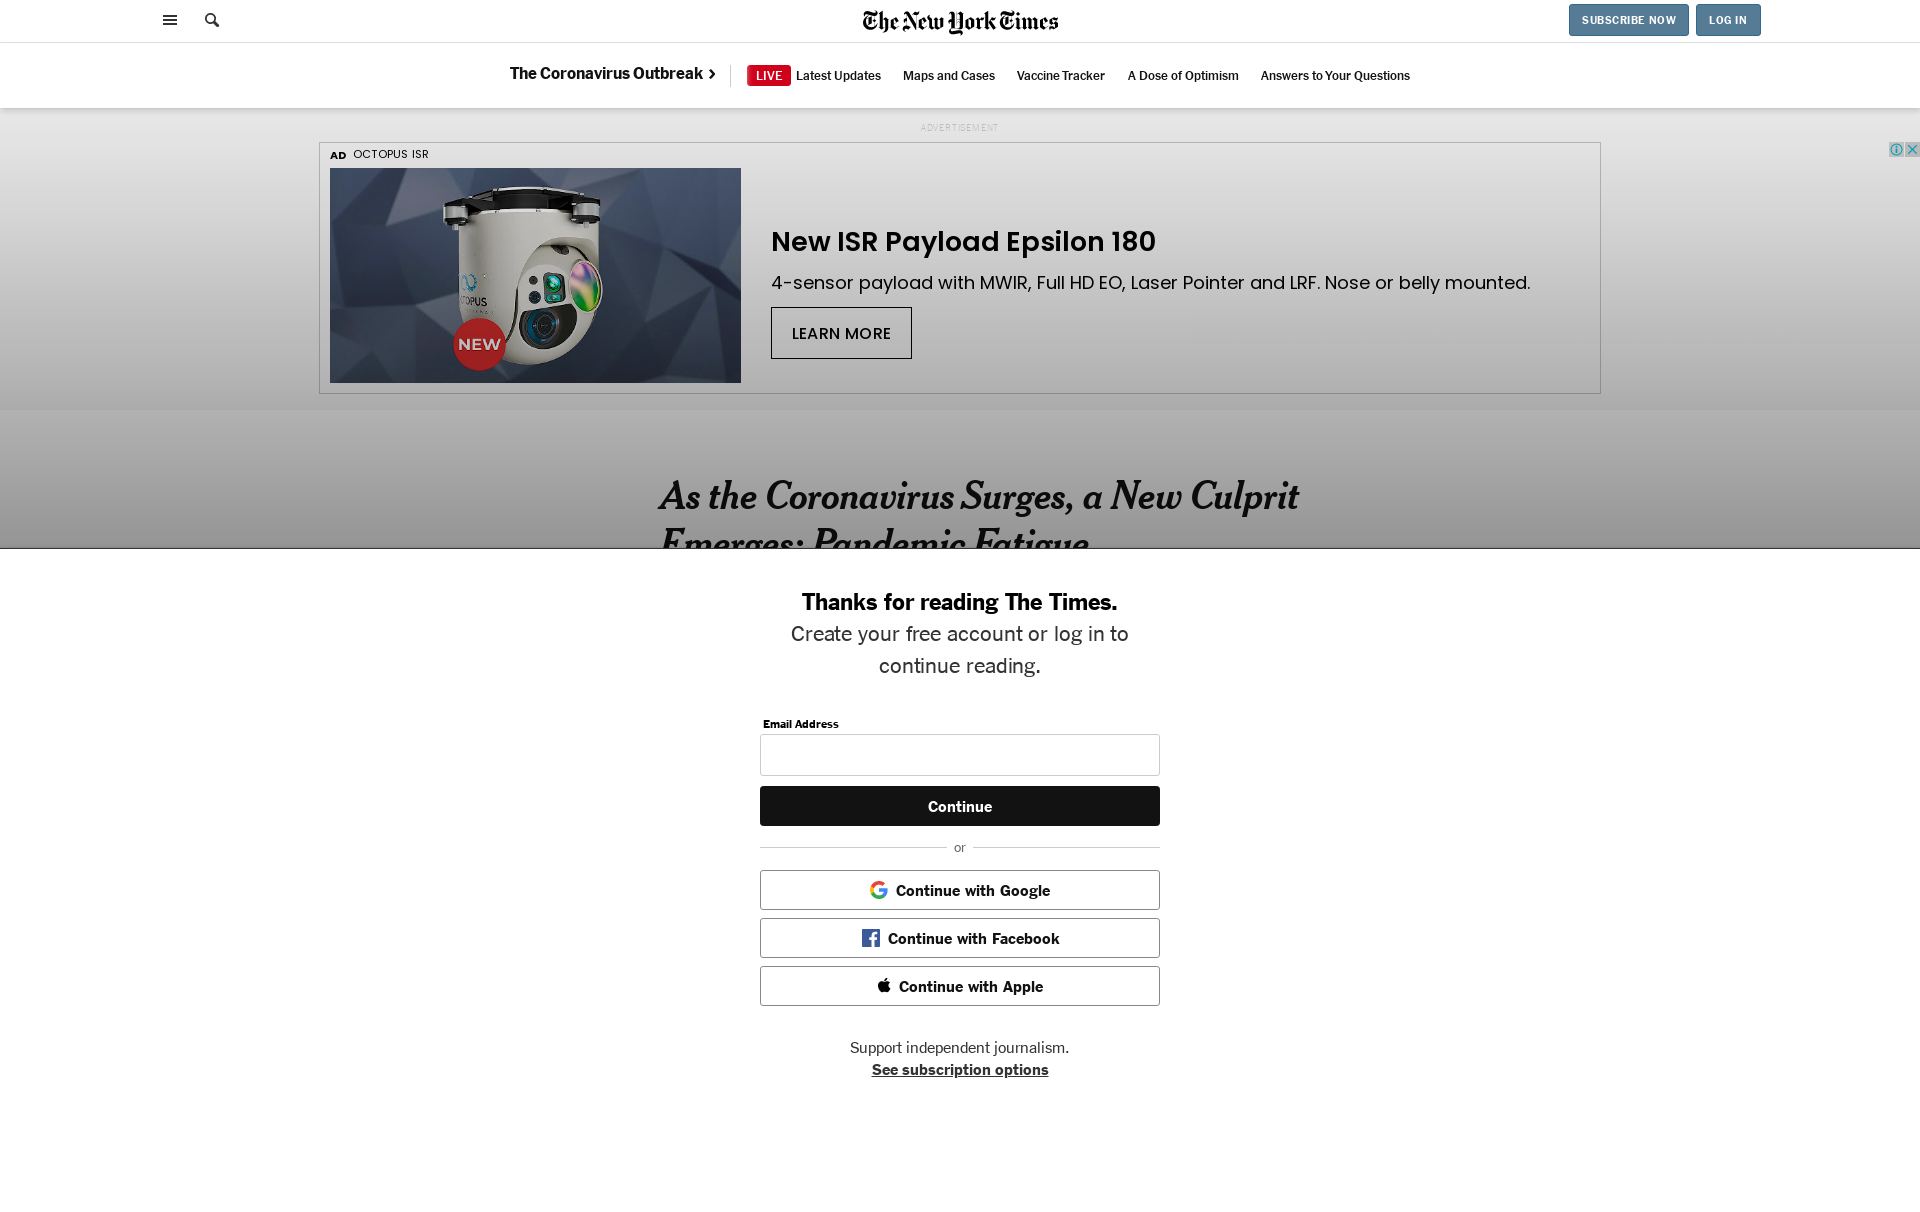 The New York Times
SUBSCRIBE NOW
LOG IN
The Coronavirus Outbreak
LIVE Latest Updates
Maps and Cases
Vaccine Tracker
A Dose of Optimism
Answers to Your Questions
ADVERTISEMENT
AD OCTOPUS ISR
NEW
New ISR Payload Epsilon 180
4-sensor payload with MWIR, Full HD EO, Laser Pointer and LRF. Nose or belly mounted.
LEARN MORE
As the Coronavirus Surges, a New Culprit
Emerges: Pandemic Fatigue
Thanks for reading The Times.
Create your free account or log in to
continue reading.
Email Address
Continue
or
Continue with Google
Continue with Facebook
Continue with Apple
Support independent journalism.
See subscription options